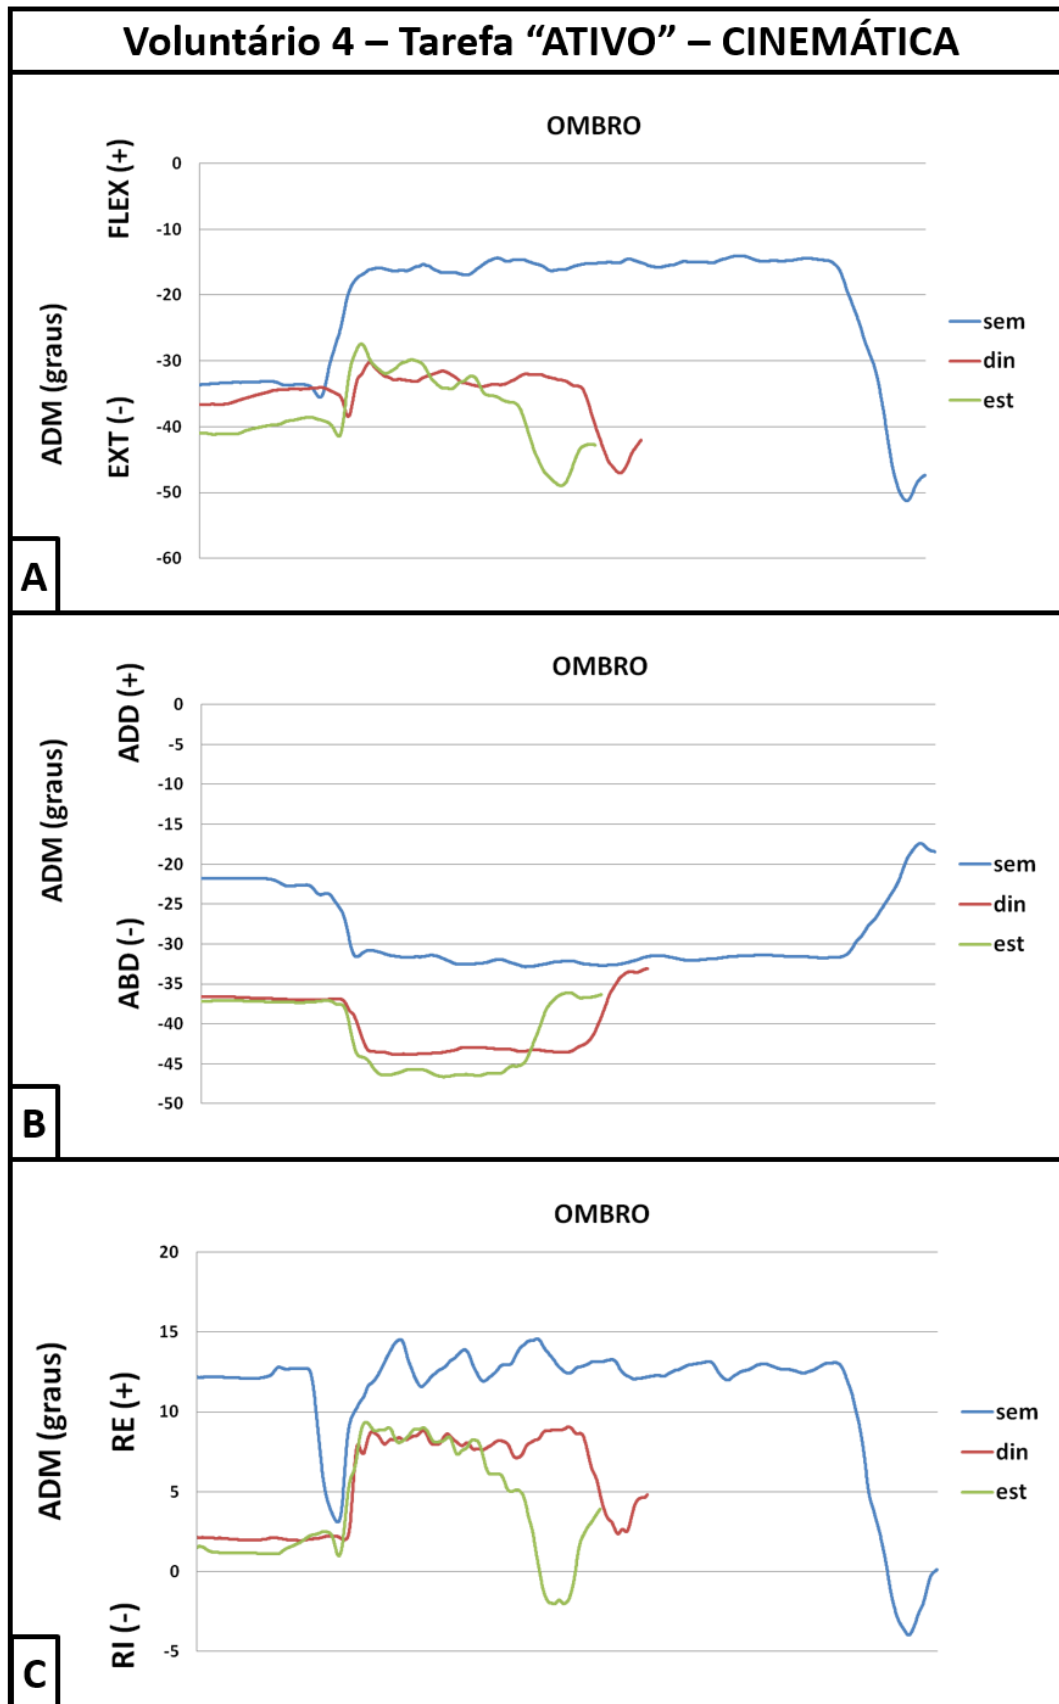 Voluntário 4 – Tarefa “ATIVO” – CINEMÁTICA
OMBRO
ADM (graus)
EXT (-)
FLEX (+)
0
-10
-20
-30
-40
-50
-60
sem
din
est
A
OMBRO
ADM (graus)
ABD (-)
ADD (+)
0
-5
-10
-15
-20
-25
-30
-35
-40
-45
-50
sem
din
est
B
OMBRO
ADM (graus)
RI (-)
RE (+)
20
15
10
5
0
-5
sem
din
est
C